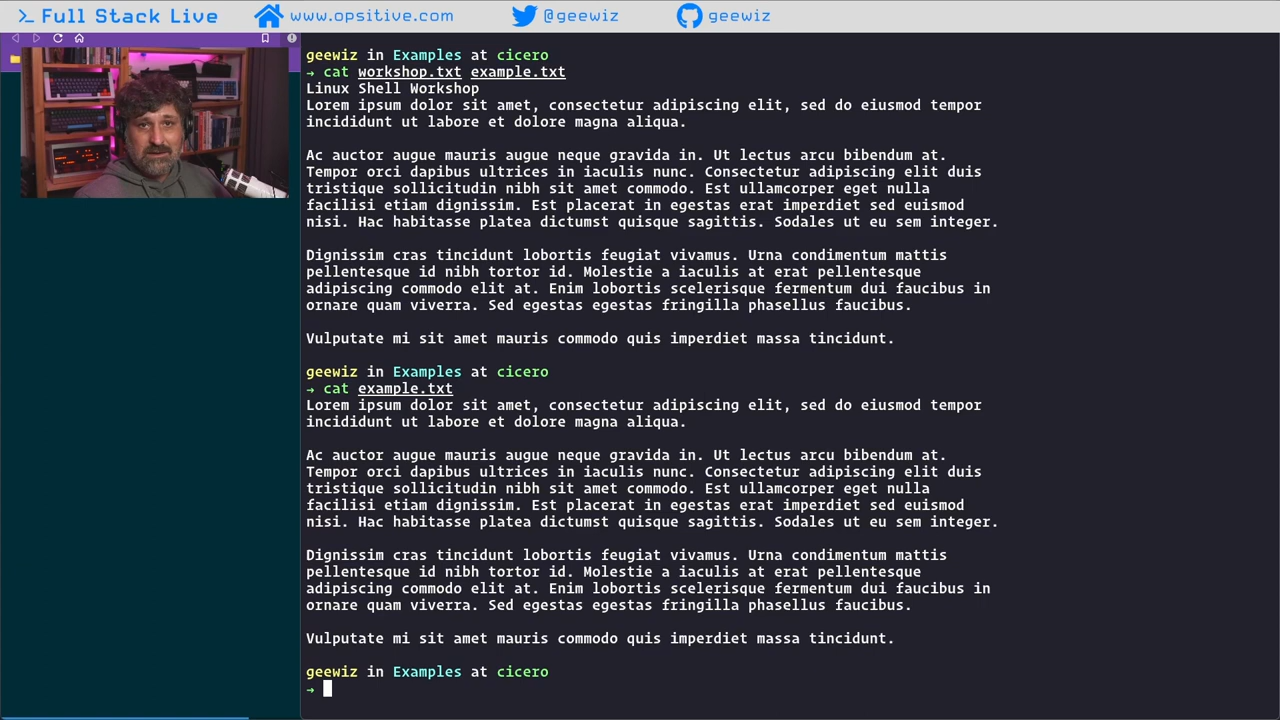 >_ Full Stack Live www.opsitive.com @geewiz geewiz
geewiz in Examples at cicero
→ cat workshop.txt example.txt
Linux Shell Workshop
Lorem ipsum dolor sit amet, consectetur adipiscing elit, sed do eiusmod tempor
incididunt ut labore et dolore magna aliqua.
Ac auctor augue mauris augue neque gravida in. Ut lectus arcu bibendum at.
Tempor orci dapibus ultrices in iaculis nunc. Consectetur adipiscing elit duis
tristique sollicitudin nibh sit amet commodo. Est ullamcorper eget nulla
facilisi etiam dignissim. Est placerat in egestas erat imperdiet sed euismod
nisi. Hac habitasse platea dictumst quisque sagittis. Sodales ut eu sem integer.
Dignissim cras tincidunt lobortis feugiat vivamus. Urna condimentum mattis
pellentesque id nibh tortor id. Molestie a iaculis at erat pellentesque
adipiscing commodo elit at. Enim lobortis scelerisque fermentum dui faucibus in
ornare quam viverra. Sed egestas egestas fringilla phasellus faucibus.
Vulputate mi sit amet mauris commodo quis imperdiet massa tincidunt.
geewiz in Examples at cicero
→ cat example.txt
Lorem ipsum dolor sit amet, consectetur adipiscing elit, sed do eiusmod tempor
incididunt ut labore et dolore magna aliqua.
Ac auctor augue mauris augue neque gravida in. Ut lectus arcu bibendum at.
Tempor orci dapibus ultrices in iaculis nunc. Consectetur adipiscing elit duis
tristique sollicitudin nibh sit amet commodo. Est ullamcorper eget nulla
facilisi etiam dignissim. Est placerat in egestas erat imperdiet sed euismod
nisi. Hac habitasse platea dictumst quisque sagittis. Sodales ut eu sem integer.
Dignissim cras tincidunt lobortis feugiat vivamus. Urna condimentum mattis
pellentesque id nibh tortor id. Molestie a iaculis at erat pellentesque
adipiscing commodo elit at. Enim lobortis scelerisque fermentum dui faucibus in
ornare quam viverra. Sed egestas egestas fringilla phasellus faucibus.
Vulputate mi sit amet mauris commodo quis imperdiet massa tincidunt.
geewiz in Examples at cicero
→